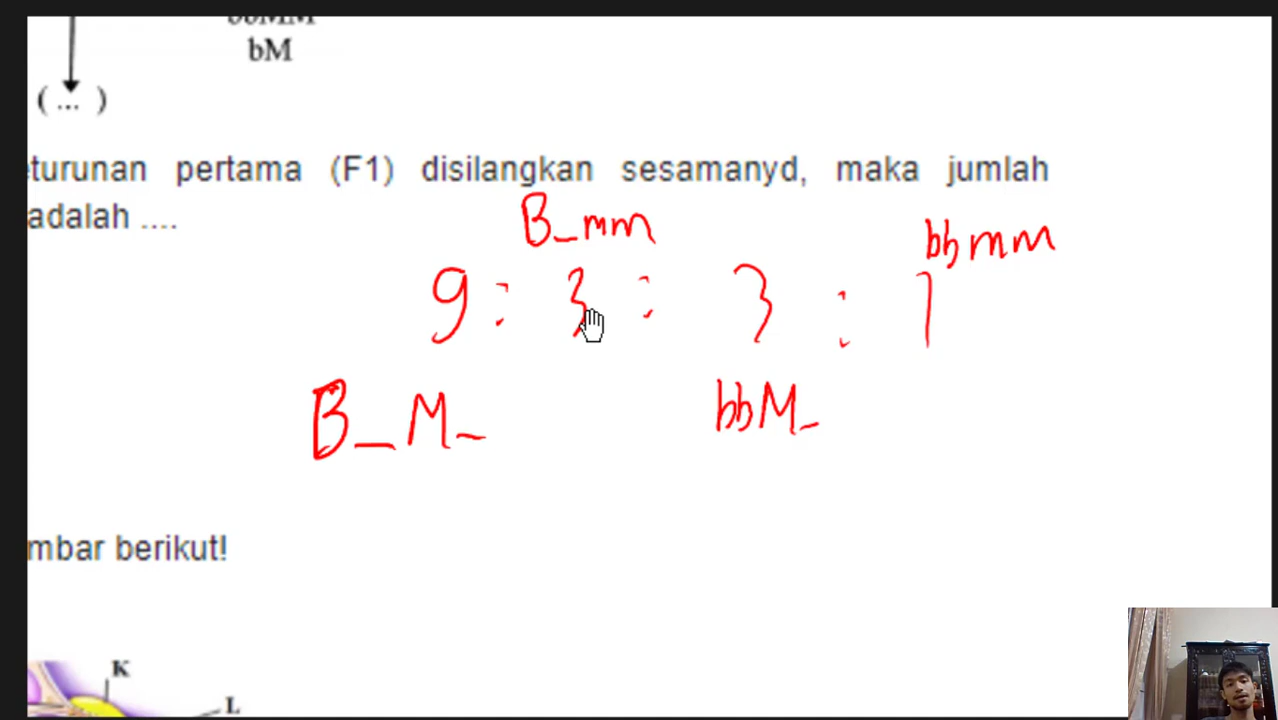 bbMM
bM
( ... )
eturunan pertama (F1) disilangkan sesamanyd, maka jumlah
adalah ....
B_mm
bbmm
9 : 3 : 3 : 1
B_M_
bbM_
mbar berikut!
K
L